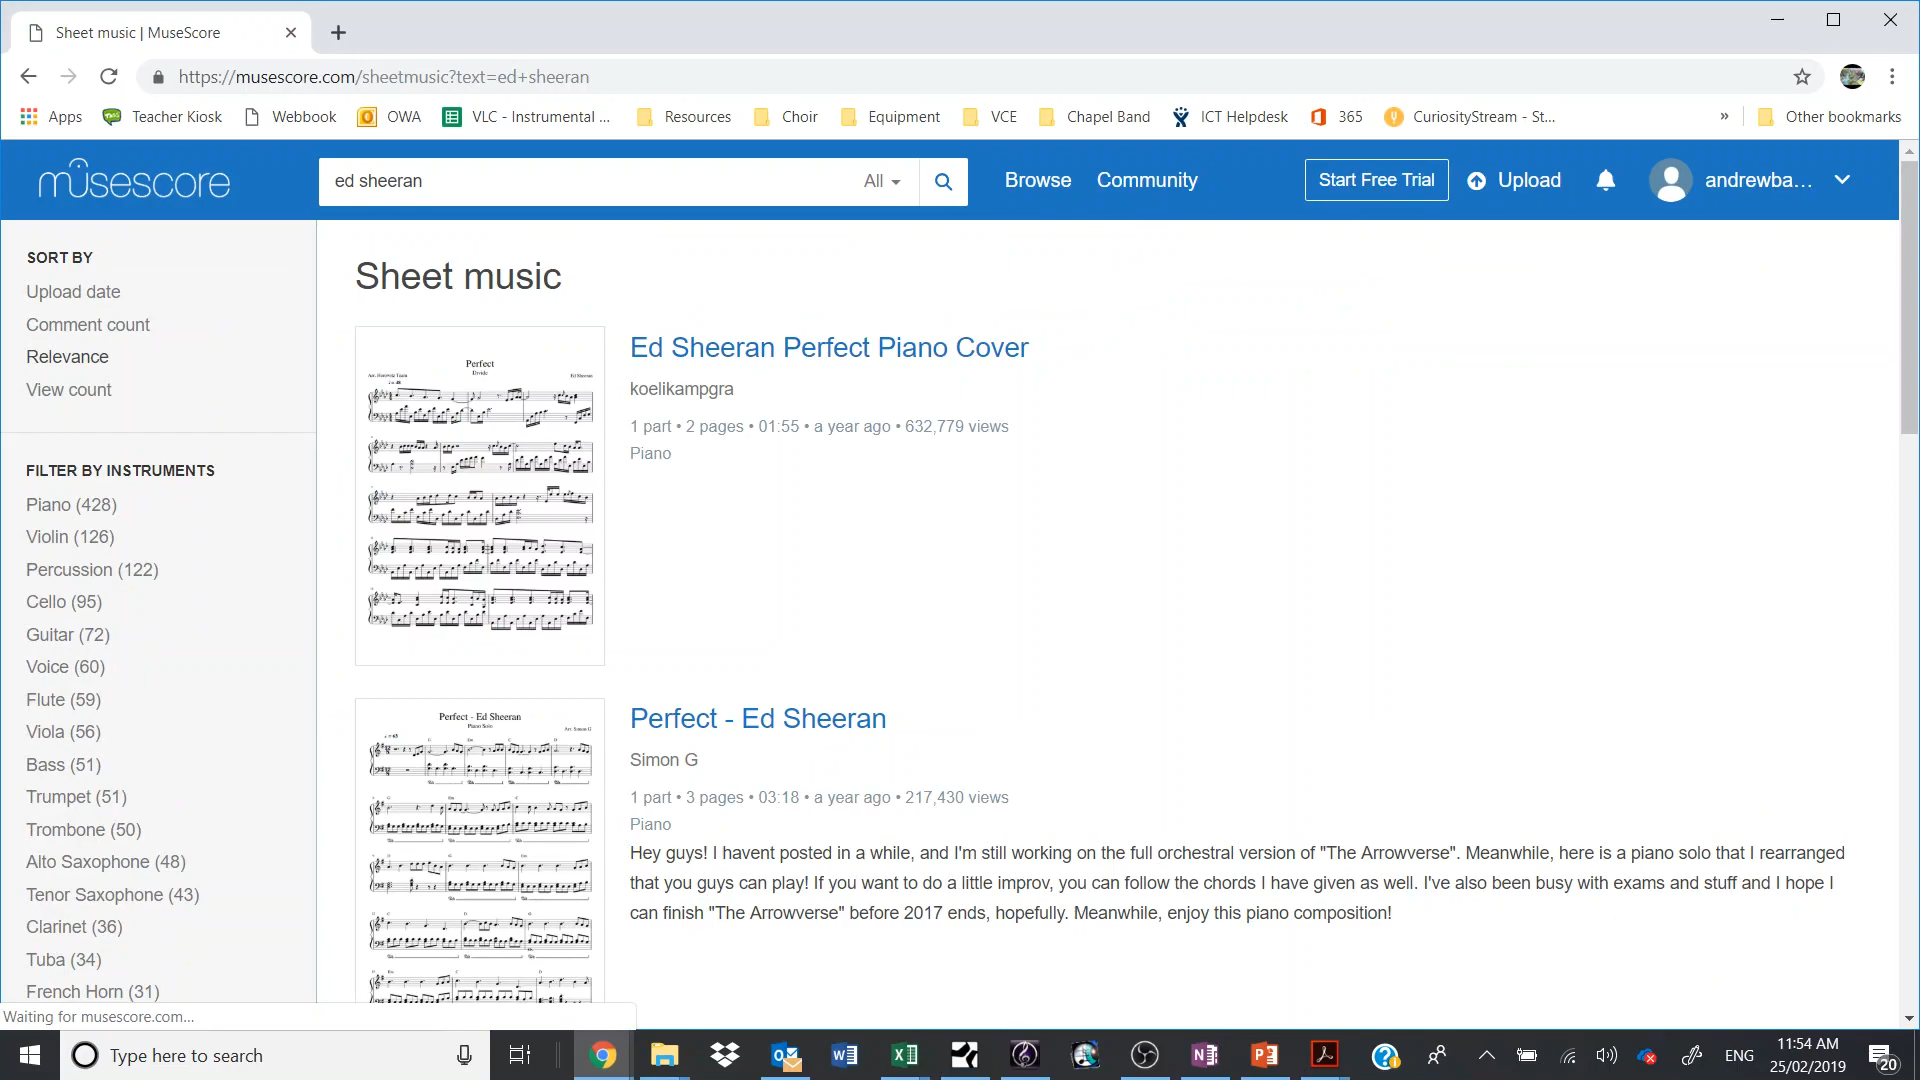 Sheet music | MuseScore
https://musescore.com/sheetmusic?text=ed+sheeran
Apps
Teacher Kiosk
Webbook
OWA
VLC - Instrumental ...
Resources
Choir
Equipment
VCE
Chapel Band
ICT Helpdesk
365
CuriosityStream - St...
»
Other bookmarks
musescore
ed sheeran
All
Browse
Community
Start Free Trial
Upload
andrewba...
SORT BY
Upload date
Comment count
Relevance
View count
FILTER BY INSTRUMENTS
Piano (428)
Violin (126)
Percussion (122)
Cello (95)
Guitar (72)
Voice (60)
Flute (59)
Viola (56)
Bass (51)
Trumpet (51)
Trombone (50)
Alto Saxophone (48)
Tenor Saxophone (43)
Clarinet (36)
Tuba (34)
French Horn (31)
Sheet music
Perfect
Divide
Ed Sheeran
Ed Sheeran Perfect Piano Cover
koelikampgra
1 part • 2 pages • 01:55 • a year ago • 632,779 views
Piano
Perfect - Ed Sheeran
Piano Solo
Arr. Simon G
Perfect - Ed Sheeran
Simon G
1 part • 3 pages • 03:18 • a year ago • 217,430 views
Piano
Hey guys! I havent posted in a while, and I'm still working on the full orchestral version of "The Arrowverse". Meanwhile, here is a piano solo that I rearranged
that you guys can play! If you want to do a little improv, you can follow the chords I have given as well. I've also been busy with exams and stuff and I hope I
can finish "The Arrowverse" before 2017 ends, hopefully. Meanwhile, enjoy this piano composition!
Waiting for musescore.com...
Type here to search
ENG
11:54 AM
25/02/2019
20